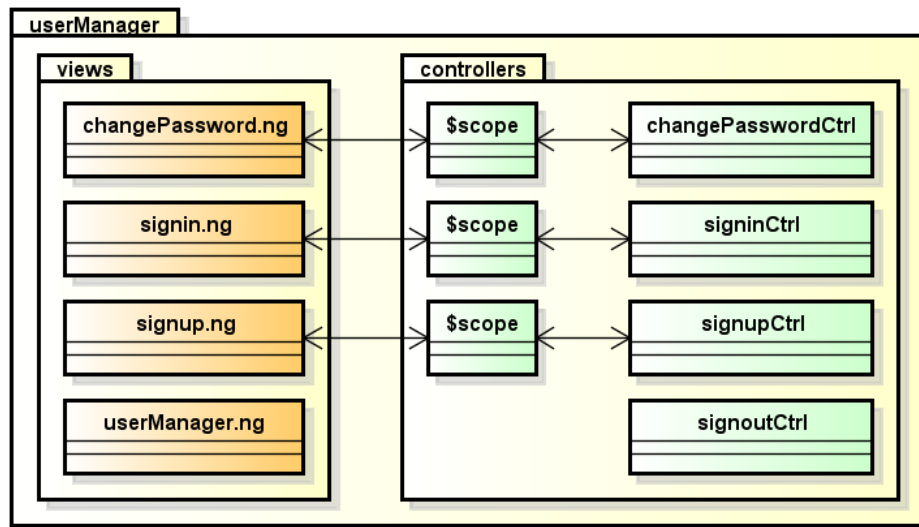 userManager
views
controllers
changePassword.ng
$scope
changePasswordCtrl
signin.ng
$scope
signinCtrl
signup.ng
$scope
signupCtrl
userManager.ng
signoutCtrl